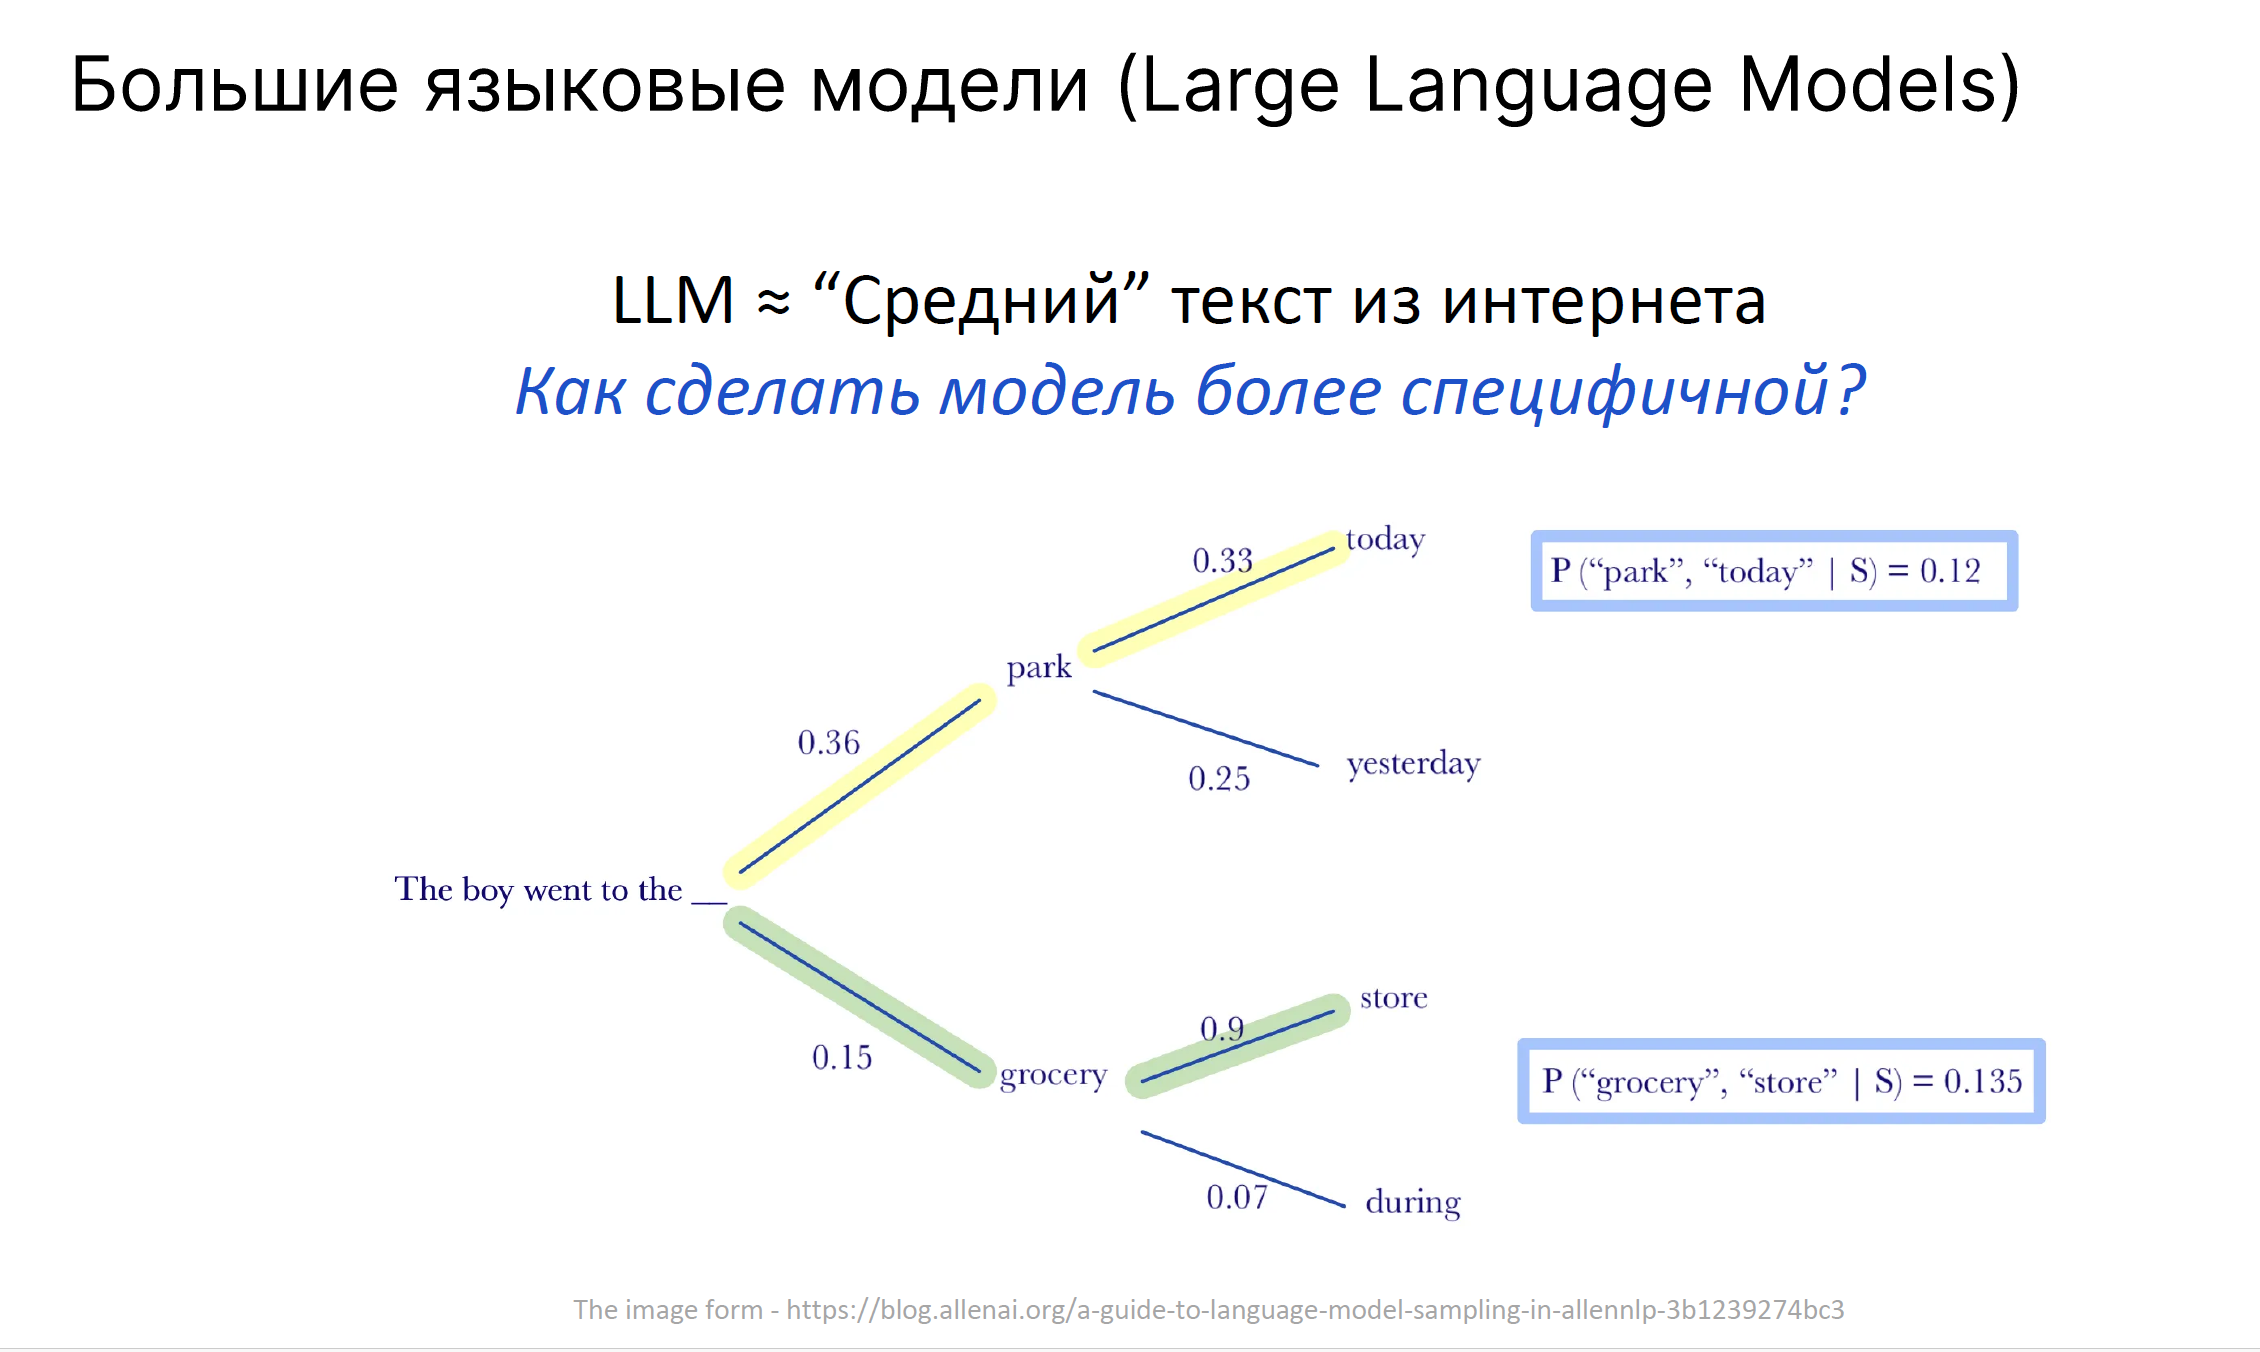 Большие языковые модели (Large Language Models)
LLM ≈ “Средний” текст из интернета
Как сделать модель более специфичной?
today
0.33
P (“park”, “today” | S) = 0.12
park
0.36
yesterday
0.25
The boy went to the __
store
0.9
0.15
grocery
P (“grocery”, “store” | S) = 0.135
0.07
during
The image form - https://blog.allenai.org/a-guide-to-language-model-sampling-in-allennlp-3b1239274bc3